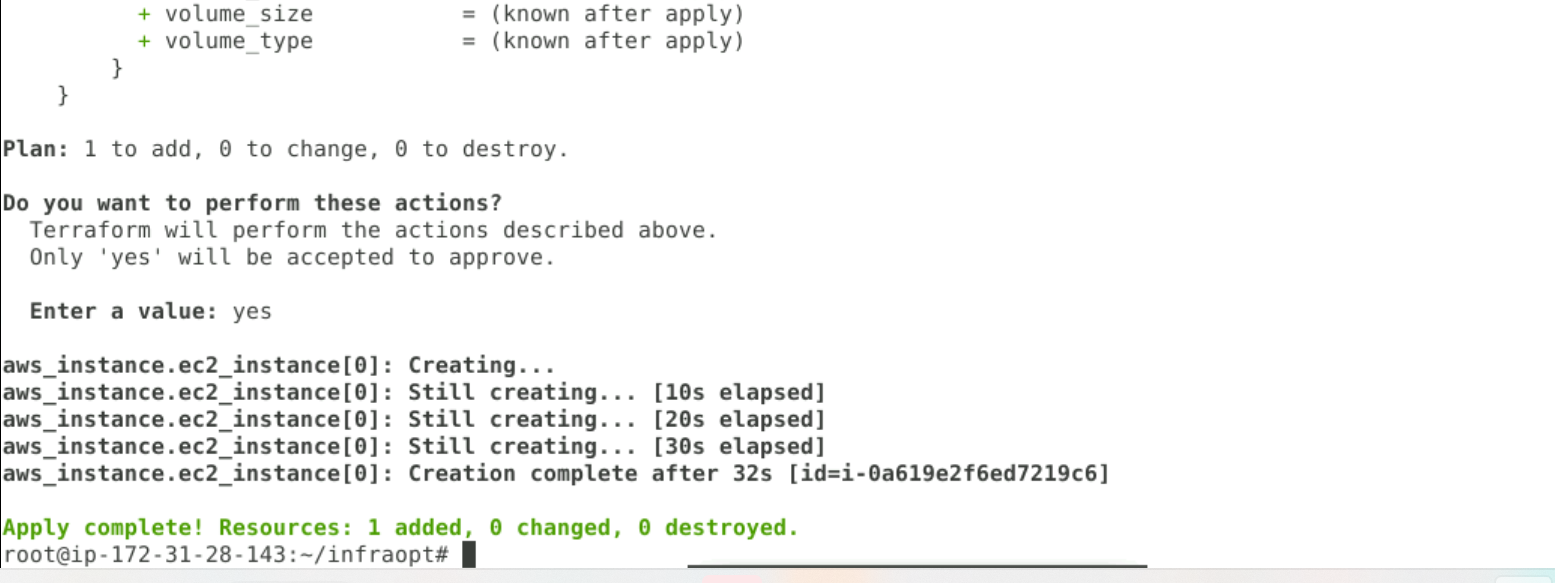 + volume_size = (known after apply)
+ volume_type = (known after apply)
}
}
Plan: 1 to add, 0 to change, 0 to destroy.
Do you want to perform these actions?
Terraform will perform the actions described above.
Only 'yes' will be accepted to approve.
Enter a value: yes
aws_instance.ec2_instance[0]: Creating...
aws_instance.ec2_instance[0]: Still creating... [10s elapsed]
aws_instance.ec2_instance[0]: Still creating... [20s elapsed]
aws_instance.ec2_instance[0]: Still creating... [30s elapsed]
aws_instance.ec2_instance[0]: Creation complete after 32s [id=i-0a619e2f6ed7219c6]
Apply complete! Resources: 1 added, 0 changed, 0 destroyed.
root@ip-172-31-28-143:~/infraopt#